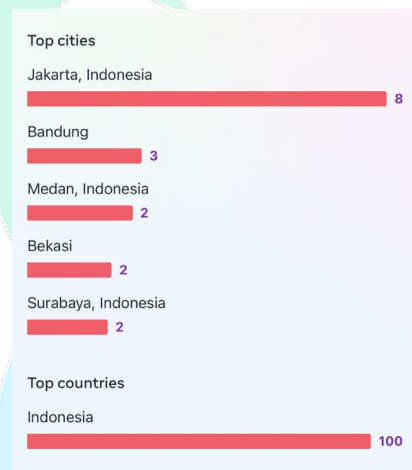 Top cities
Jakarta, Indonesia
8
Bandung
3
Medan, Indonesia
2
Bekasi
2
Surabaya, Indonesia
2
Top countries
Indonesia
100